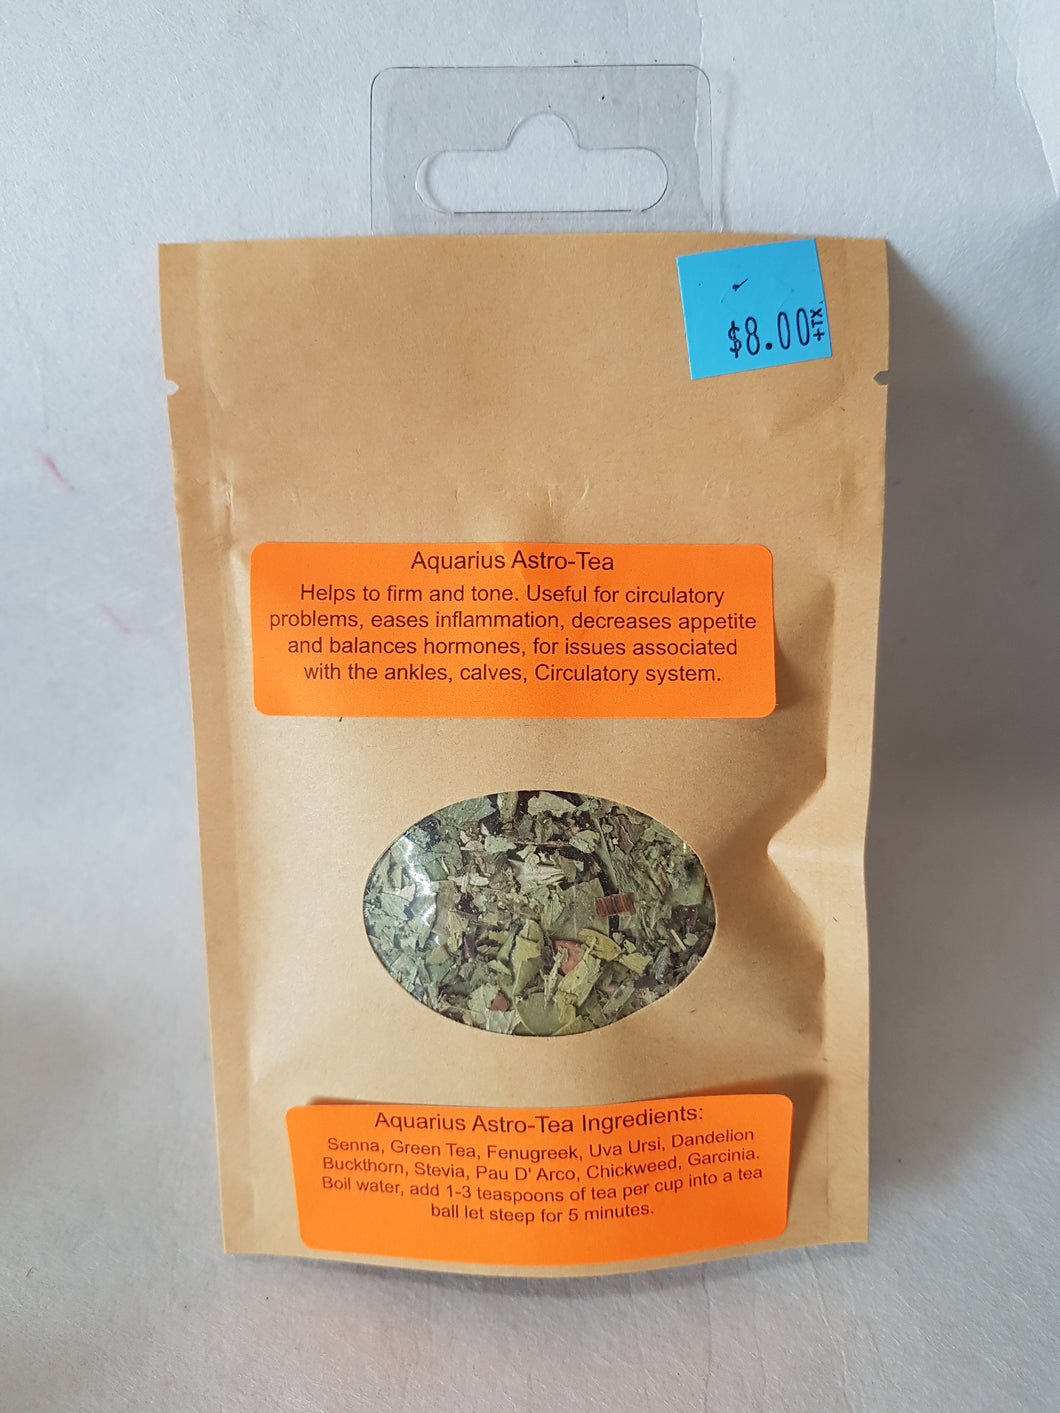 $8.00 +TX.
Aquarius Astro-Tea
Helps to firm and tone. Useful for circulatory
problems, eases inflammation, decreases appetite
and balances hormones, for issues associated
with the ankles, calves, Circulatory system.
Aquarius Astro-Tea Ingredients:
Senna, Green Tea, Fenugreek, Uva Ursi, Dandelion
Buckthorn, Stevia, Pau D' Arco, Chickweed, Garcinia.
Boil water, add 1-3 teaspoons of tea per cup into a tea
ball let steep for 5 minutes.